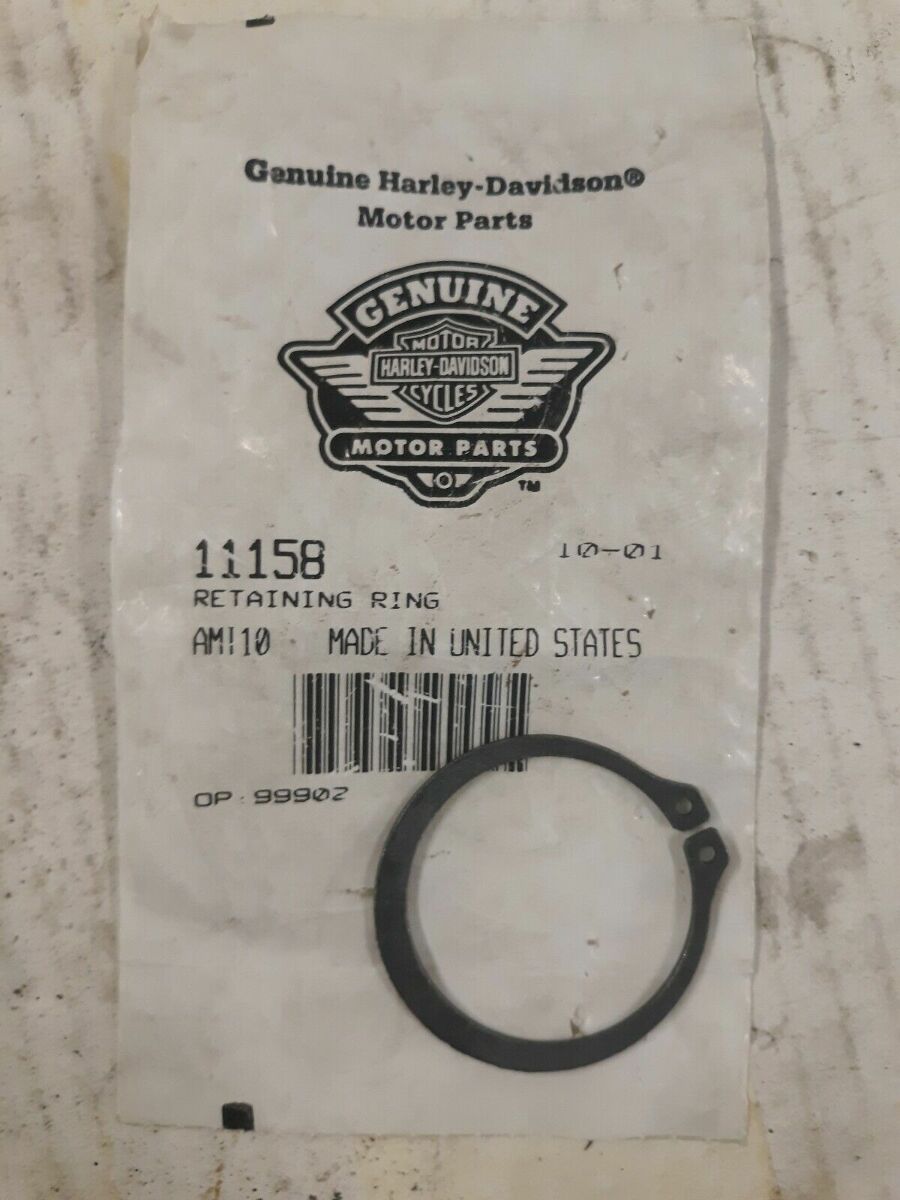 Genuine Harley-Davidson®
Motor Parts
GENUINE
MOTOR
HARLEY-DAVIDSON
CYCLES
MOTOR PARTS
TM
11158 10-01
RETAINING RING
AM110 MADE IN UNITED STATES
OP: 99902